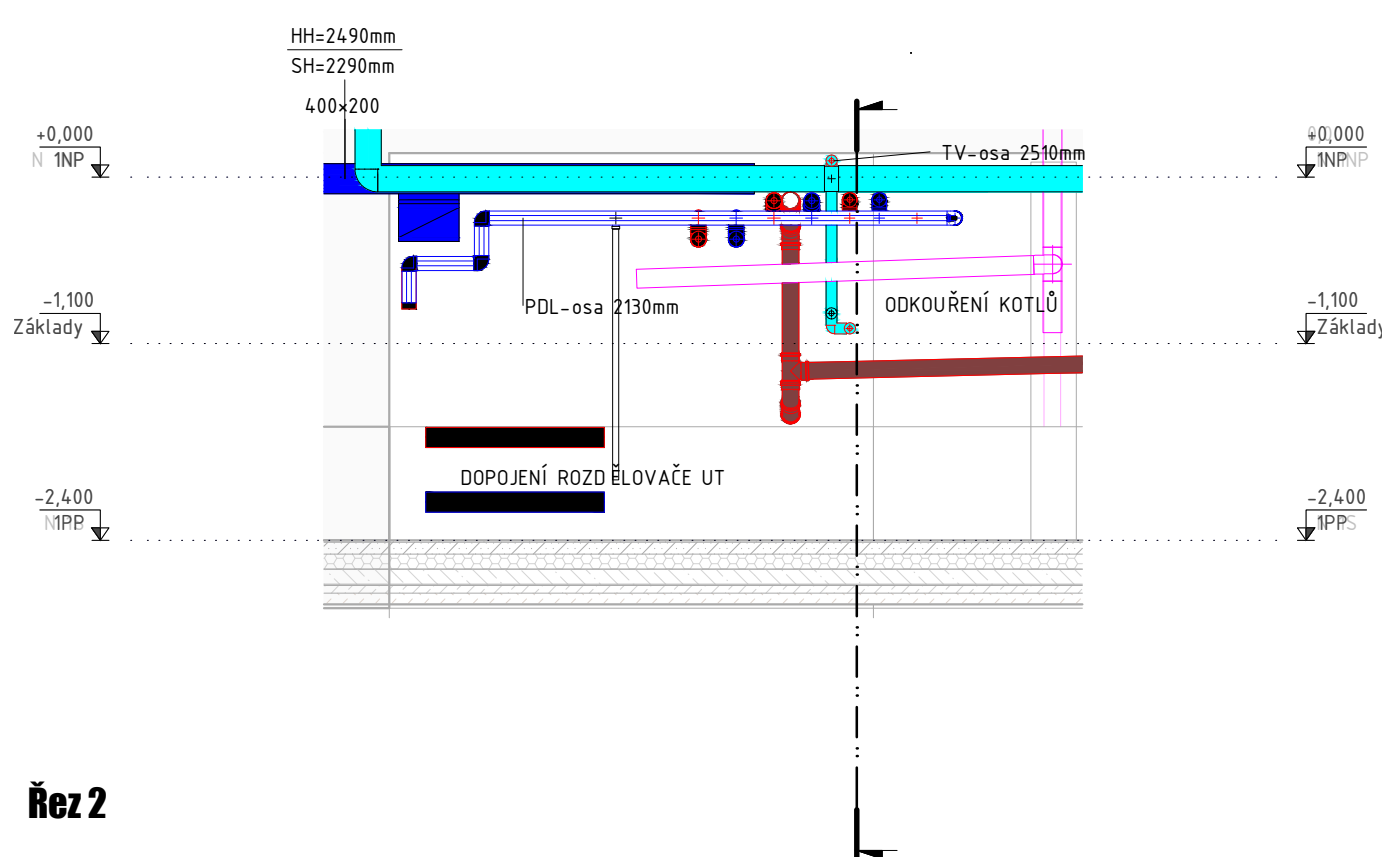 HH=2490mm
SH=2290mm
400×200
+0,000
1NP
+0,000
1NP
TV-osa 2510mm
-1,100
Základy
PDL-osa 2130mm
ODKOUŘENÍ KOTLŮ
-1,100
Základy
DOPOJENÍ ROZDĚLOVAČE UT
-2,400
1PP
-2,400
1PP
Řez 2